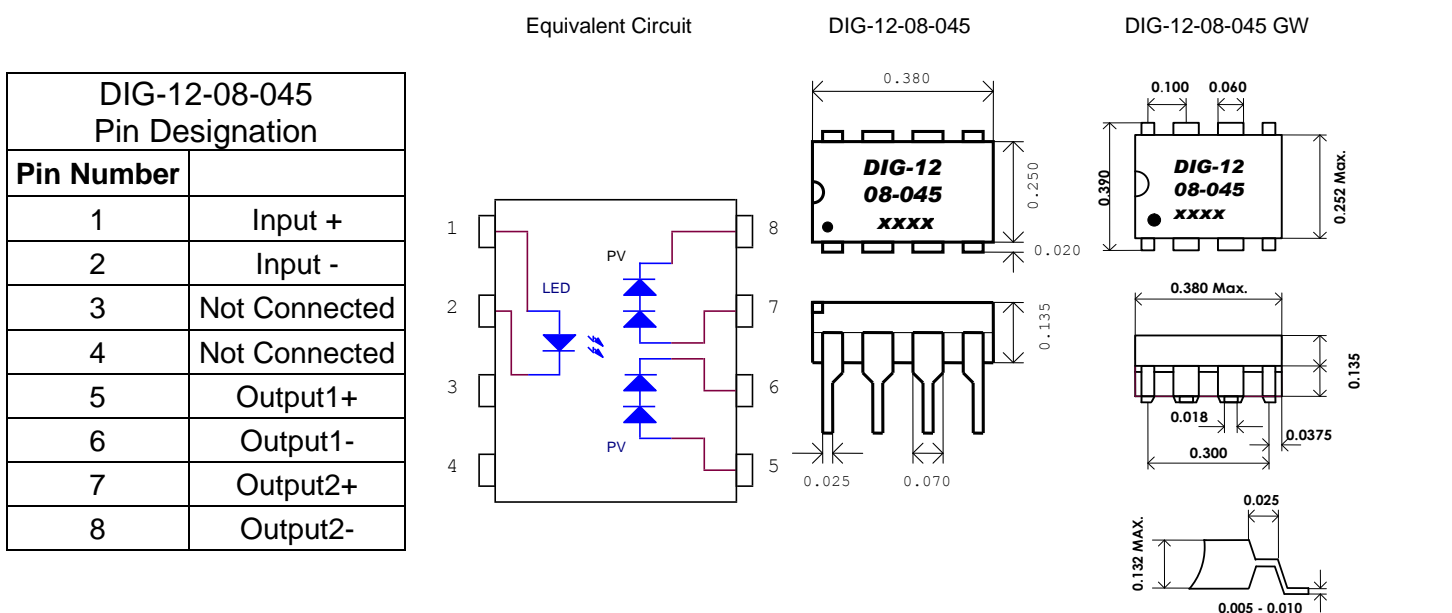 Equivalent Circuit
DIG-12-08-045
DIG-12-08-045 GW
DIG-12-08-045
Pin Designation
Pin Number
1 Input +
2 Input -
3 Not Connected
4 Not Connected
5 Output1+
6 Output1-
7 Output2+
8 Output2-
1
2
3
4
LED
PV
PV
8
7
6
5
0.380
DIG-12
08-045
xxxx
0.250
0.020
0.135
0.025
0.070
0.100
0.060
0.390
DIG-12
08-045
xxxx
0.252 Max.
0.380 Max.
0.135
0.018
0.0375
0.300
0.025
0.132 MAX.
0.005 - 0.010